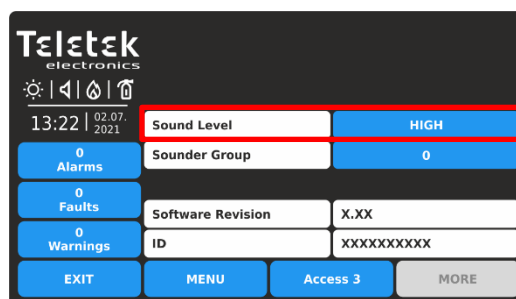 Teletek
electronics
13:22 02.07.
2021
Sound Level HIGH
0
Alarms
Sounder Group 0
0
Faults
Software Revision X.XX
0
Warnings
ID XXXXXXXXXX
EXIT MENU Access 3 MORE